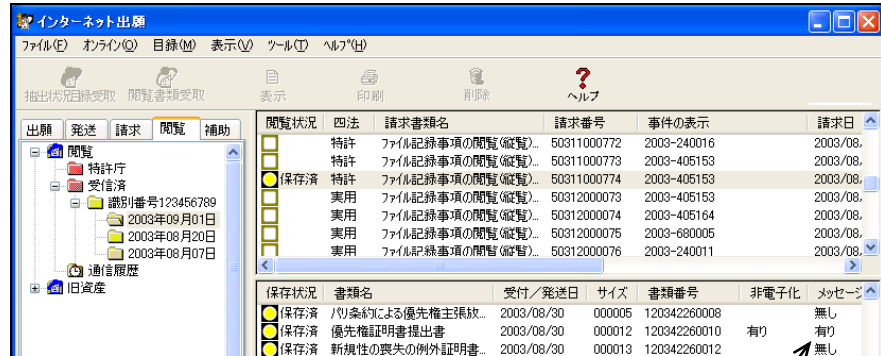 インターネット出願
ファイル(F) オンライン(O) 目録(M) 表示(V) ツール(T) ヘルプ(H)
抽出状況目録受取 閲覧書類受取 表示 印刷 削除 ヘルプ
出願 発送 請求 閲覧 補助
閲覧
特許庁
受信済
識別番号123456789
2003年09月01日
2003年08月20日
2003年08月07日
通信履歴
旧資産
閲覧状況 四法 請求書類名 請求番号 事件の表示 請求日
特許 ファイル記録事項の閲覧(縦覧)... 50311000772 2003-240016 2003/08
特許 ファイル記録事項の閲覧(縦覧)... 50311000773 2003-405153 2003/08
保存済 特許 ファイル記録事項の閲覧(縦覧)... 50311000774 2003-405153 2003/08
実用 ファイル記録事項の閲覧(縦覧)... 50312000073 2003-405153 2003/08
実用 ファイル記録事項の閲覧(縦覧)... 50312000074 2003-405164 2003/08
実用 ファイル記録事項の閲覧(縦覧)... 50312000075 2003-680005 2003/08
実用 ファイル記録事項の閲覧(縦覧)... 50312000076 2003-240011 2003/08
保存状況 書類名 受付／発送日 サイズ 書類番号 非電子化 メッセージ
保存済 パリ条約による優先権主張放... 2003/08/30 000005 120342260008 無し
保存済 優先権証明書提出書 2003/08/30 000012 120342260010 有り 有り
保存済 新規性の喪失の例外証明書... 2003/08/30 000013 120342260012 無し